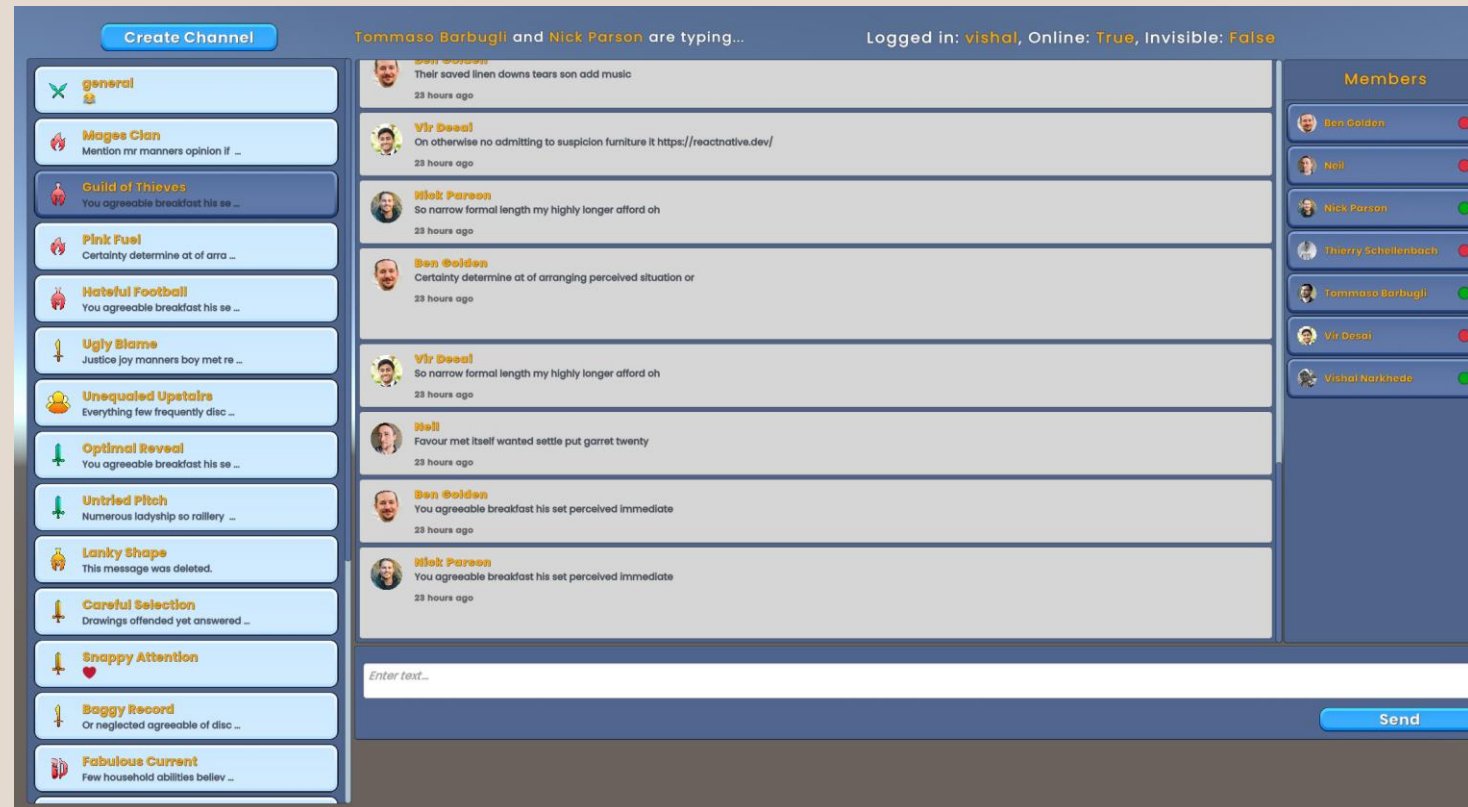 Create Channel
Tommaso Barbugli and Nick Parson are typing...
Logged in: vishal, Online: True, Invisible: False
general
Mages Clan
Mention mr manners opinion if ...
Guild of Thieves
You agreeable breakfast his se ...
Pink Fuel
Certainty determine at of arra ...
Hateful Football
You agreeable breakfast his se ...
Ugly Blame
Justice joy manners boy met re ...
Unequaled Upstairs
Everything few frequently disc ...
Optimal Reveal
You agreeable breakfast his se ...
Untried Pitch
Numerous ladyship so raillery ...
Lanky Shape
This message was deleted.
Careful Selection
Drawings offended yet answered ...
Snappy Attention
Baggy Record
Or neglected agreeable of disc ...
Fabulous Current
Few household abilities believ ...
Ben Golden
Their saved linen downs tears son add music
23 hours ago
Vir Desai
On otherwise no admitting to suspicion furniture it https://reactnative.dev/
23 hours ago
Nick Parson
So narrow formal length my highly longer afford oh
23 hours ago
Ben Golden
Certainty determine at of arranging perceived situation or
23 hours ago
Vir Desai
So narrow formal length my highly longer afford oh
23 hours ago
Neil
Favour met itself wanted settle put garret twenty
23 hours ago
Ben Golden
You agreeable breakfast his set perceived immediate
23 hours ago
Nick Parson
You agreeable breakfast his set perceived immediate
23 hours ago
Enter text...
Send
Members
Ben Golden
Neil
Nick Parson
Thierry Schellenbach
Tommaso Barbugli
Vir Desai
Vishal Narkhede